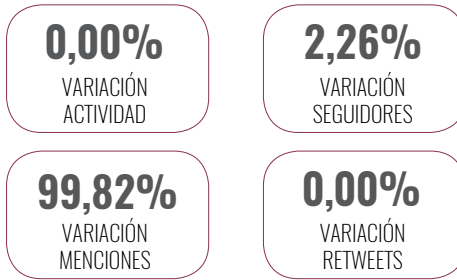 0,00%
VARIACIÓN
ACTIVIDAD
2,26%
VARIACIÓN
SEGUIDORES
99,82%
VARIACIÓN
MENCIONES
0,00%
VARIACIÓN
RETWEETS